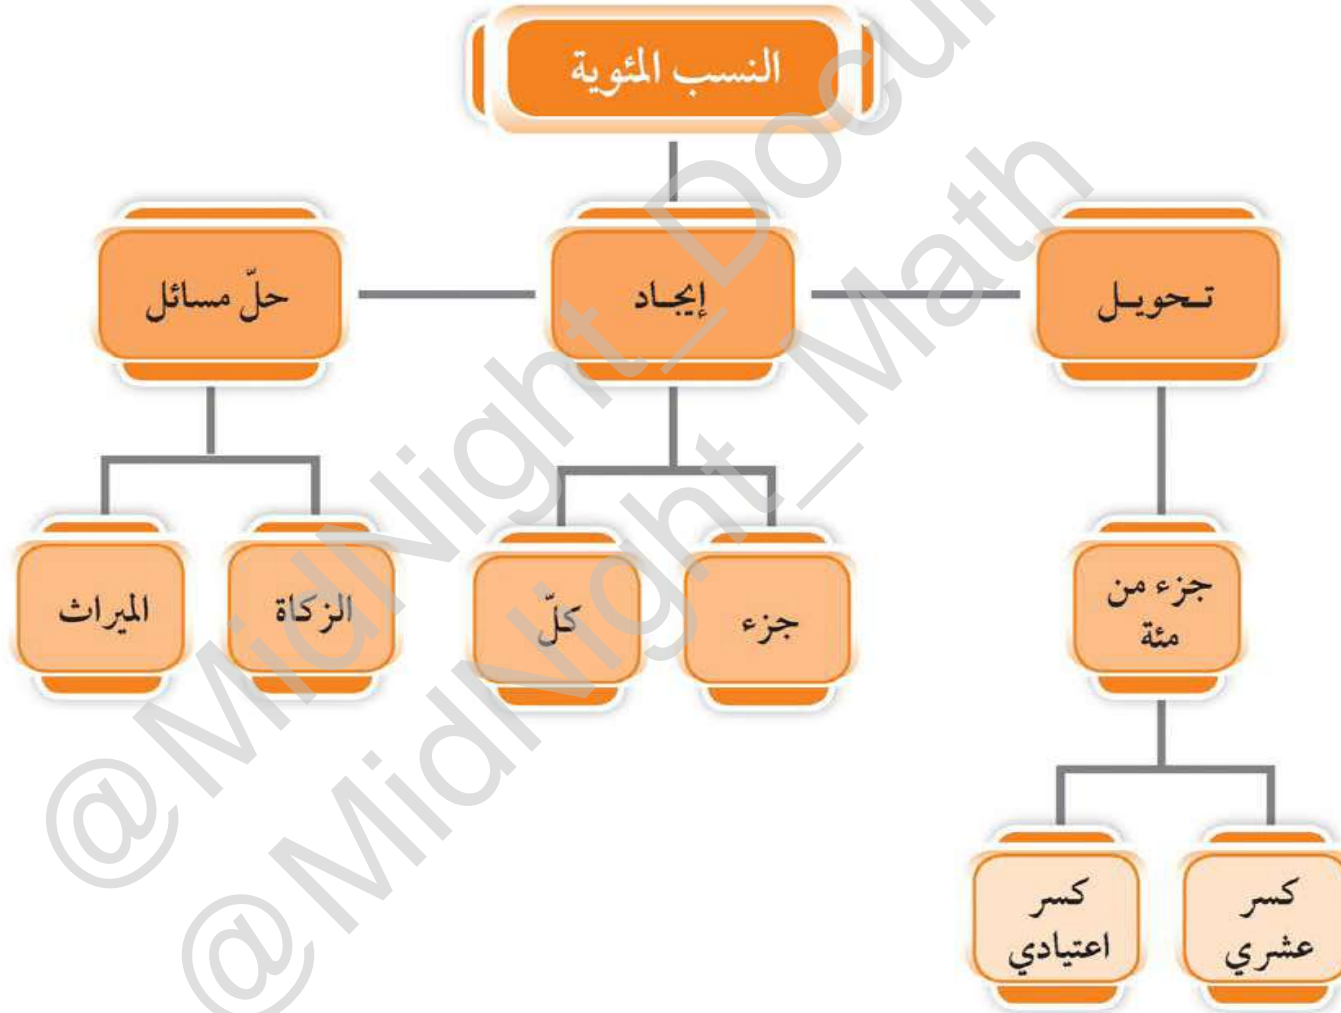 النسب المئوية
تحويل
إيجاد
حلّ مسائل
جزء من
مئة
جزء
كلّ
الزكاة
الميراث
كسر
عشري
كسر
اعتيادي
@MidNight_Docu
@MidNight_Math